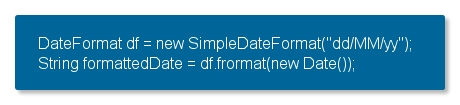 DateFormat df = new SimpleDateFormat("dd/MM/yy");
String formattedDate = df.frormat(new Date());